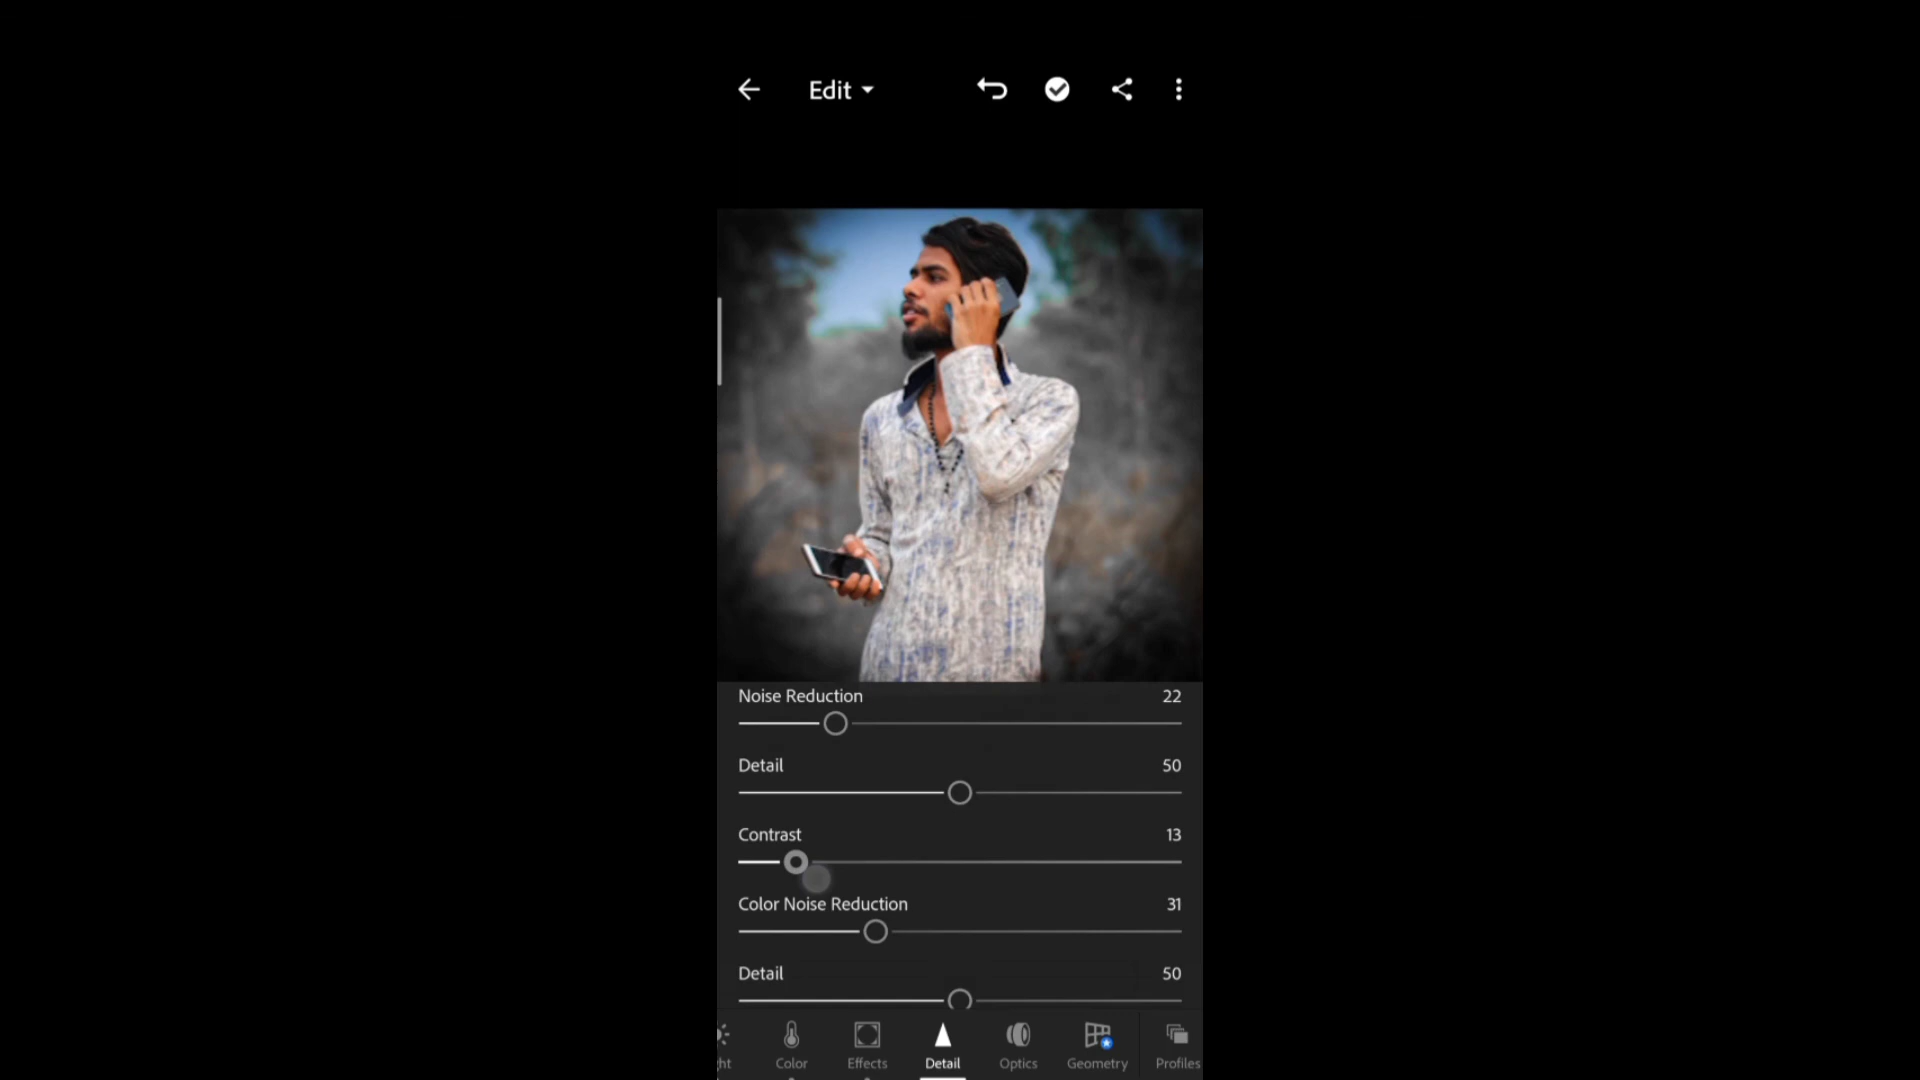 Edit
Noise Reduction 22
Detail 50
Contrast 13
Color Noise Reduction 31
Detail 50
ht Color Effects Detail Optics Geometry Profiles